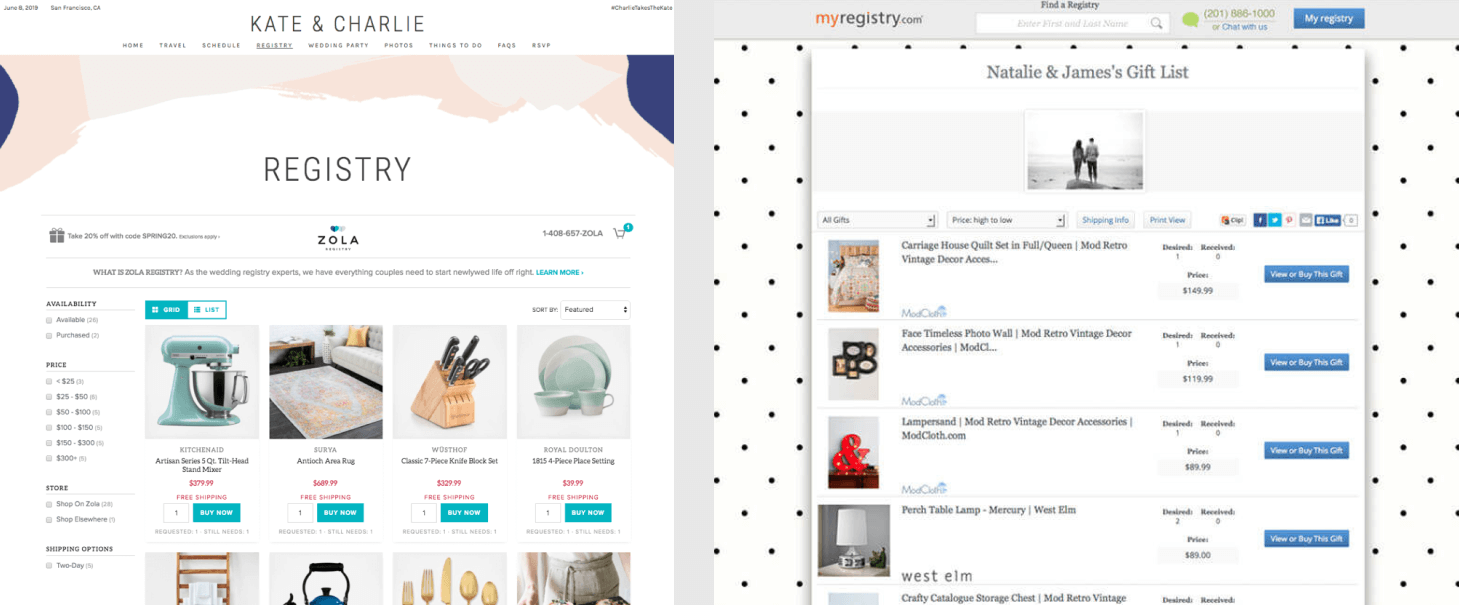 June 8, 2019 San Francisco, CA
#CharlieTakesTheKate
KATE & CHARLIE
HOME TRAVEL SCHEDULE REGISTRY WEDDING PARTY PHOTOS THINGS TO DO FAQS RSVP
REGISTRY
Take 20% off with code SPRING20. Exclusions apply ›
ZOLA
REGISTRY
1-408-657-ZOLA
1
WHAT IS ZOLA REGISTRY? As the wedding registry experts, we have everything couples need to start newlywed life off right. LEARN MORE ›
AVAILABILITY
Available (26)
Purchased (2)
PRICE
< $25 (3)
$25 - $50 (6)
$50 - $100 (5)
$100 - $150 (5)
$150 - $300 (5)
$300+ (5)
STORE
Shop On Zola (28)
Shop Elsewhere (1)
SHIPPING OPTIONS
Two-Day (5)
GRID LIST
SORT BY: Featured
KITCHENAID
Artisan Series 5 Qt. Tilt-Head
Stand Mixer
$379.99
FREE SHIPPING
1 BUY NOW
REQUESTED: 1 · STILL NEEDS: 1
SURYA
Antioch Area Rug
$689.99
FREE SHIPPING
1 BUY NOW
REQUESTED: 1 · STILL NEEDS: 1
WÜSTHOF
Classic 7-Piece Knife Block Set
$329.99
FREE SHIPPING
1 BUY NOW
REQUESTED: 1 · STILL NEEDS: 1
ROYAL DOULTON
1815 4-Piece Place Setting
$39.99
FREE SHIPPING
1 BUY NOW
REQUESTED: 1 · STILL NEEDS: 1
myregistry.com
Find a Registry
Enter First and Last Name
(201) 886-1000
or Chat with us
My registry
Natalie & James's Gift List
All Gifts
Price: high to low
Shipping Info
Print View
Clip!
Like
0
Carriage House Quilt Set in Full/Queen | Mod Retro
Vintage Decor Acces...
ModCloth
Desired: Received:
1 0
Price:
$149.99
View or Buy This Gift
Face Timeless Photo Wall | Mod Retro Vintage Decor
Accessories | ModCl...
ModCloth
Desired: Received:
1 0
Price:
$119.99
View or Buy This Gift
Lampersand | Mod Retro Vintage Decor Accessories |
ModCloth.com
ModCloth
Desired: Received:
1 0
Price:
$89.99
View or Buy This Gift
Perch Table Lamp - Mercury | West Elm
west elm
Desired: Received:
2 0
Price:
$89.00
View or Buy This Gift
Crafty Catalogue Storage Chest | Mod Retro Vintage
Desired: Received: